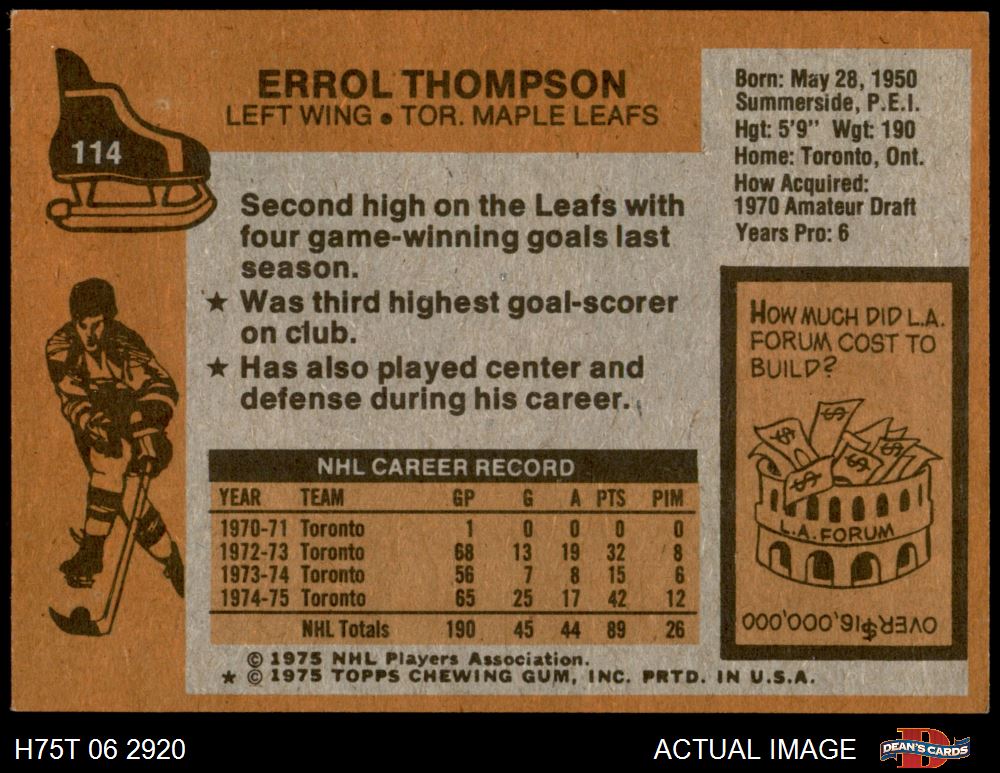 114
ERROL THOMPSON
LEFT WING • TOR. MAPLE LEAFS
Born: May 28, 1950
Summerside, P.E.I.
Hgt: 5'9" Wgt: 190
Home: Toronto, Ont.
How Acquired:
1970 Amateur Draft
Years Pro: 6
Second high on the Leafs with
four game-winning goals last
season.
★ Was third highest goal-scorer
on club.
★ Has also played center and
defense during his career.
HOW MUCH DID L.A.
FORUM COST TO
BUILD?
$ $ $ $ $
L.A. FORUM
OVER $16,000,000
NHL CAREER RECORD
YEAR TEAM GP G A PTS PIM
1970-71 Toronto 1 0 0 0 0
1972-73 Toronto 68 13 19 32 8
1973-74 Toronto 56 7 8 15 6
1974-75 Toronto 65 25 17 42 12
NHL Totals 190 45 44 89 26
© 1975 NHL Players Association.
★ © 1975 TOPPS CHEWING GUM, INC. PRTD. IN U.S.A.
H75T 06 2920
ACTUAL IMAGE
DEAN'S CARDS